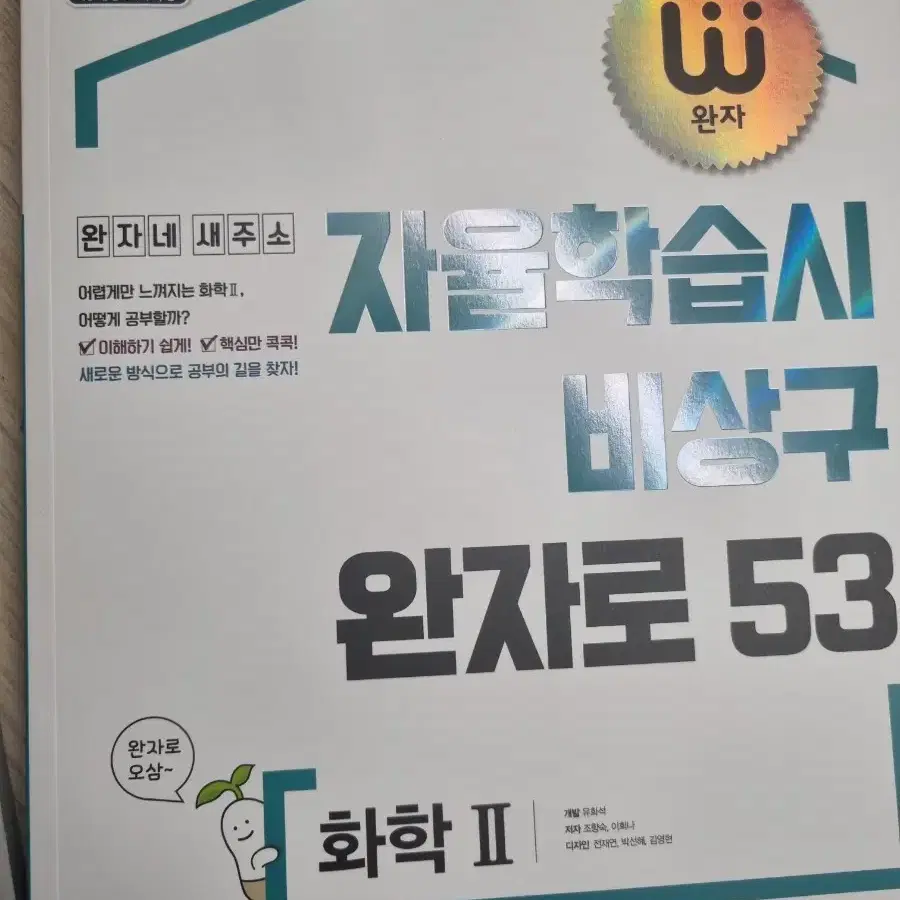 완자
완자네 새주소
어렵게만 느껴지는 화학Ⅱ,
어떻게 공부할까?
이해하기 쉽게! 핵심만 콕콕!
새로운 방식으로 공부의 길을 찾자!
자율학습시
비상구
완자로 53
완자로
오삼~
화학 Ⅱ
개발 유화석
저자 조향숙, 이희나
디자인 전재연, 박선해, 김영현